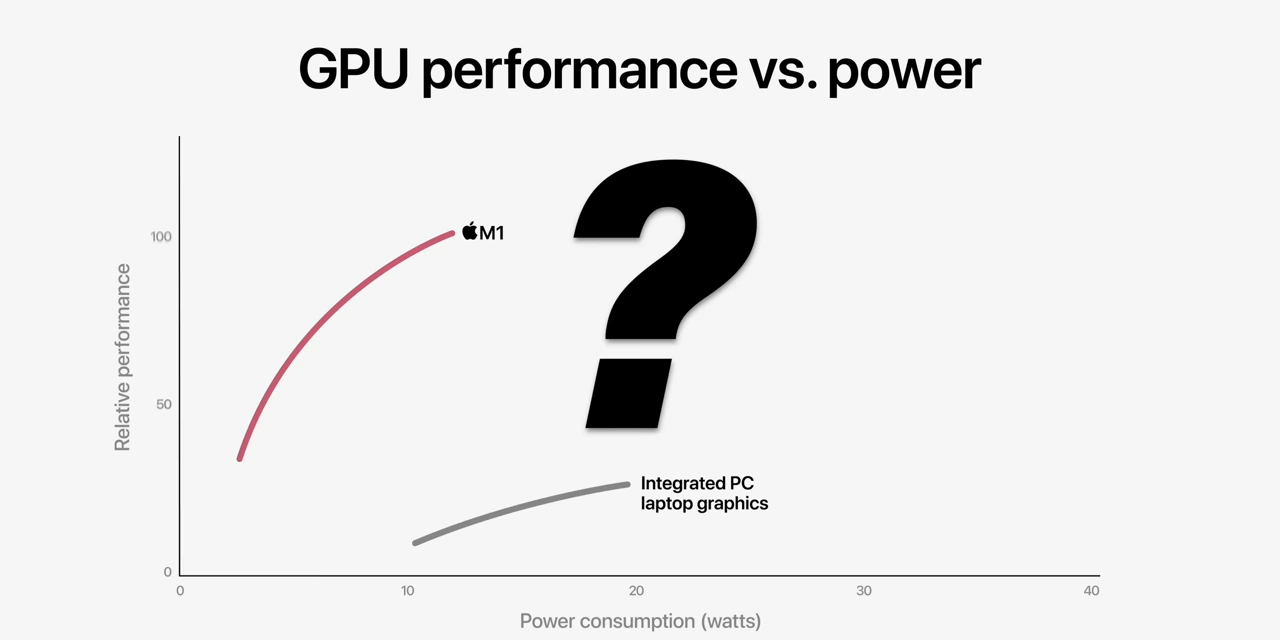 GPU performance vs. power
?
Relative performance
100
50
0
M1
Integrated PC
laptop graphics
0
10
20
30
40
Power consumption (watts)